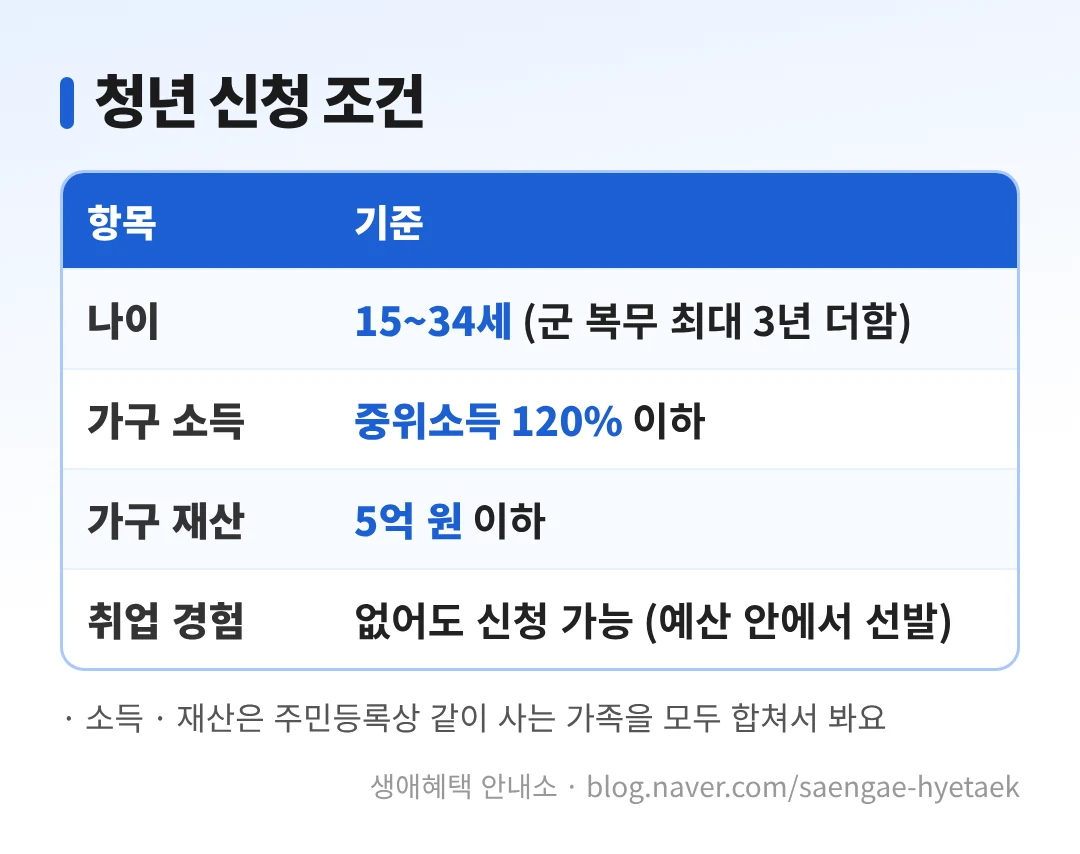 청년 신청 조건
항목 기준
나이 15~34세 (군 복무 최대 3년 더함)
가구 소득 중위소득 120% 이하
가구 재산 5억 원 이하
취업 경험 없어도 신청 가능 (예산 안에서 선발)
· 소득 · 재산은 주민등록상 같이 사는 가족을 모두 합쳐서 봐요
생애혜택 안내소 · blog.naver.com/saengae-hyetaek